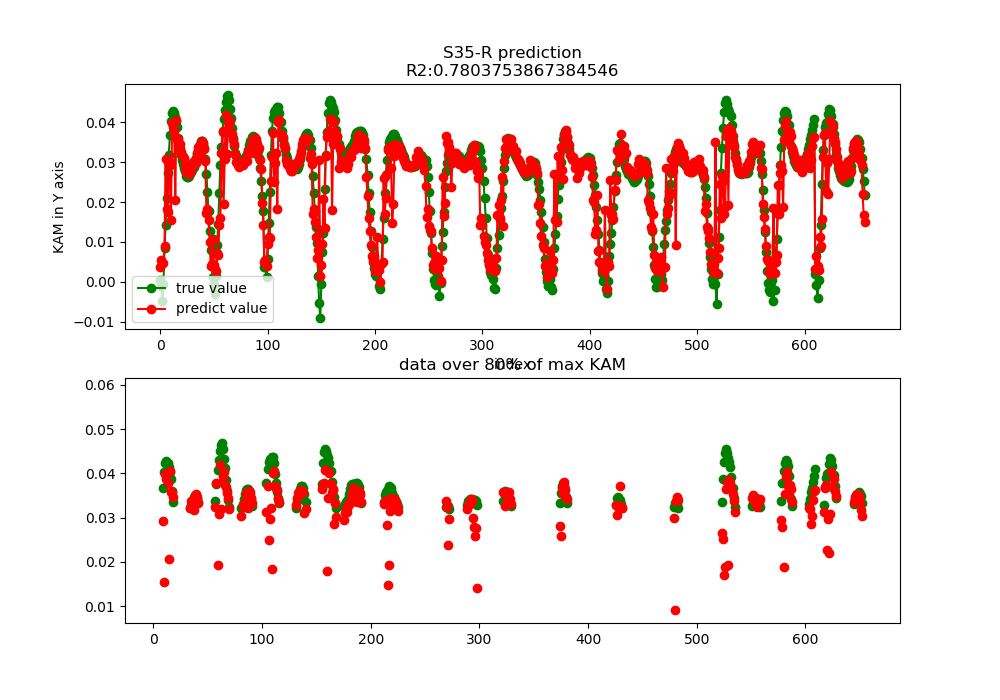 S35-R prediction
R2:0.7803753867384546
KAM in Y axis
0.04
0.03
0.02
0.01
0.00
−0.01
true value
predict value
0 100 200 300 400 500 600
index
data over 80% of max KAM
0.06
0.05
0.04
0.03
0.02
0.01
0 100 200 300 400 500 600